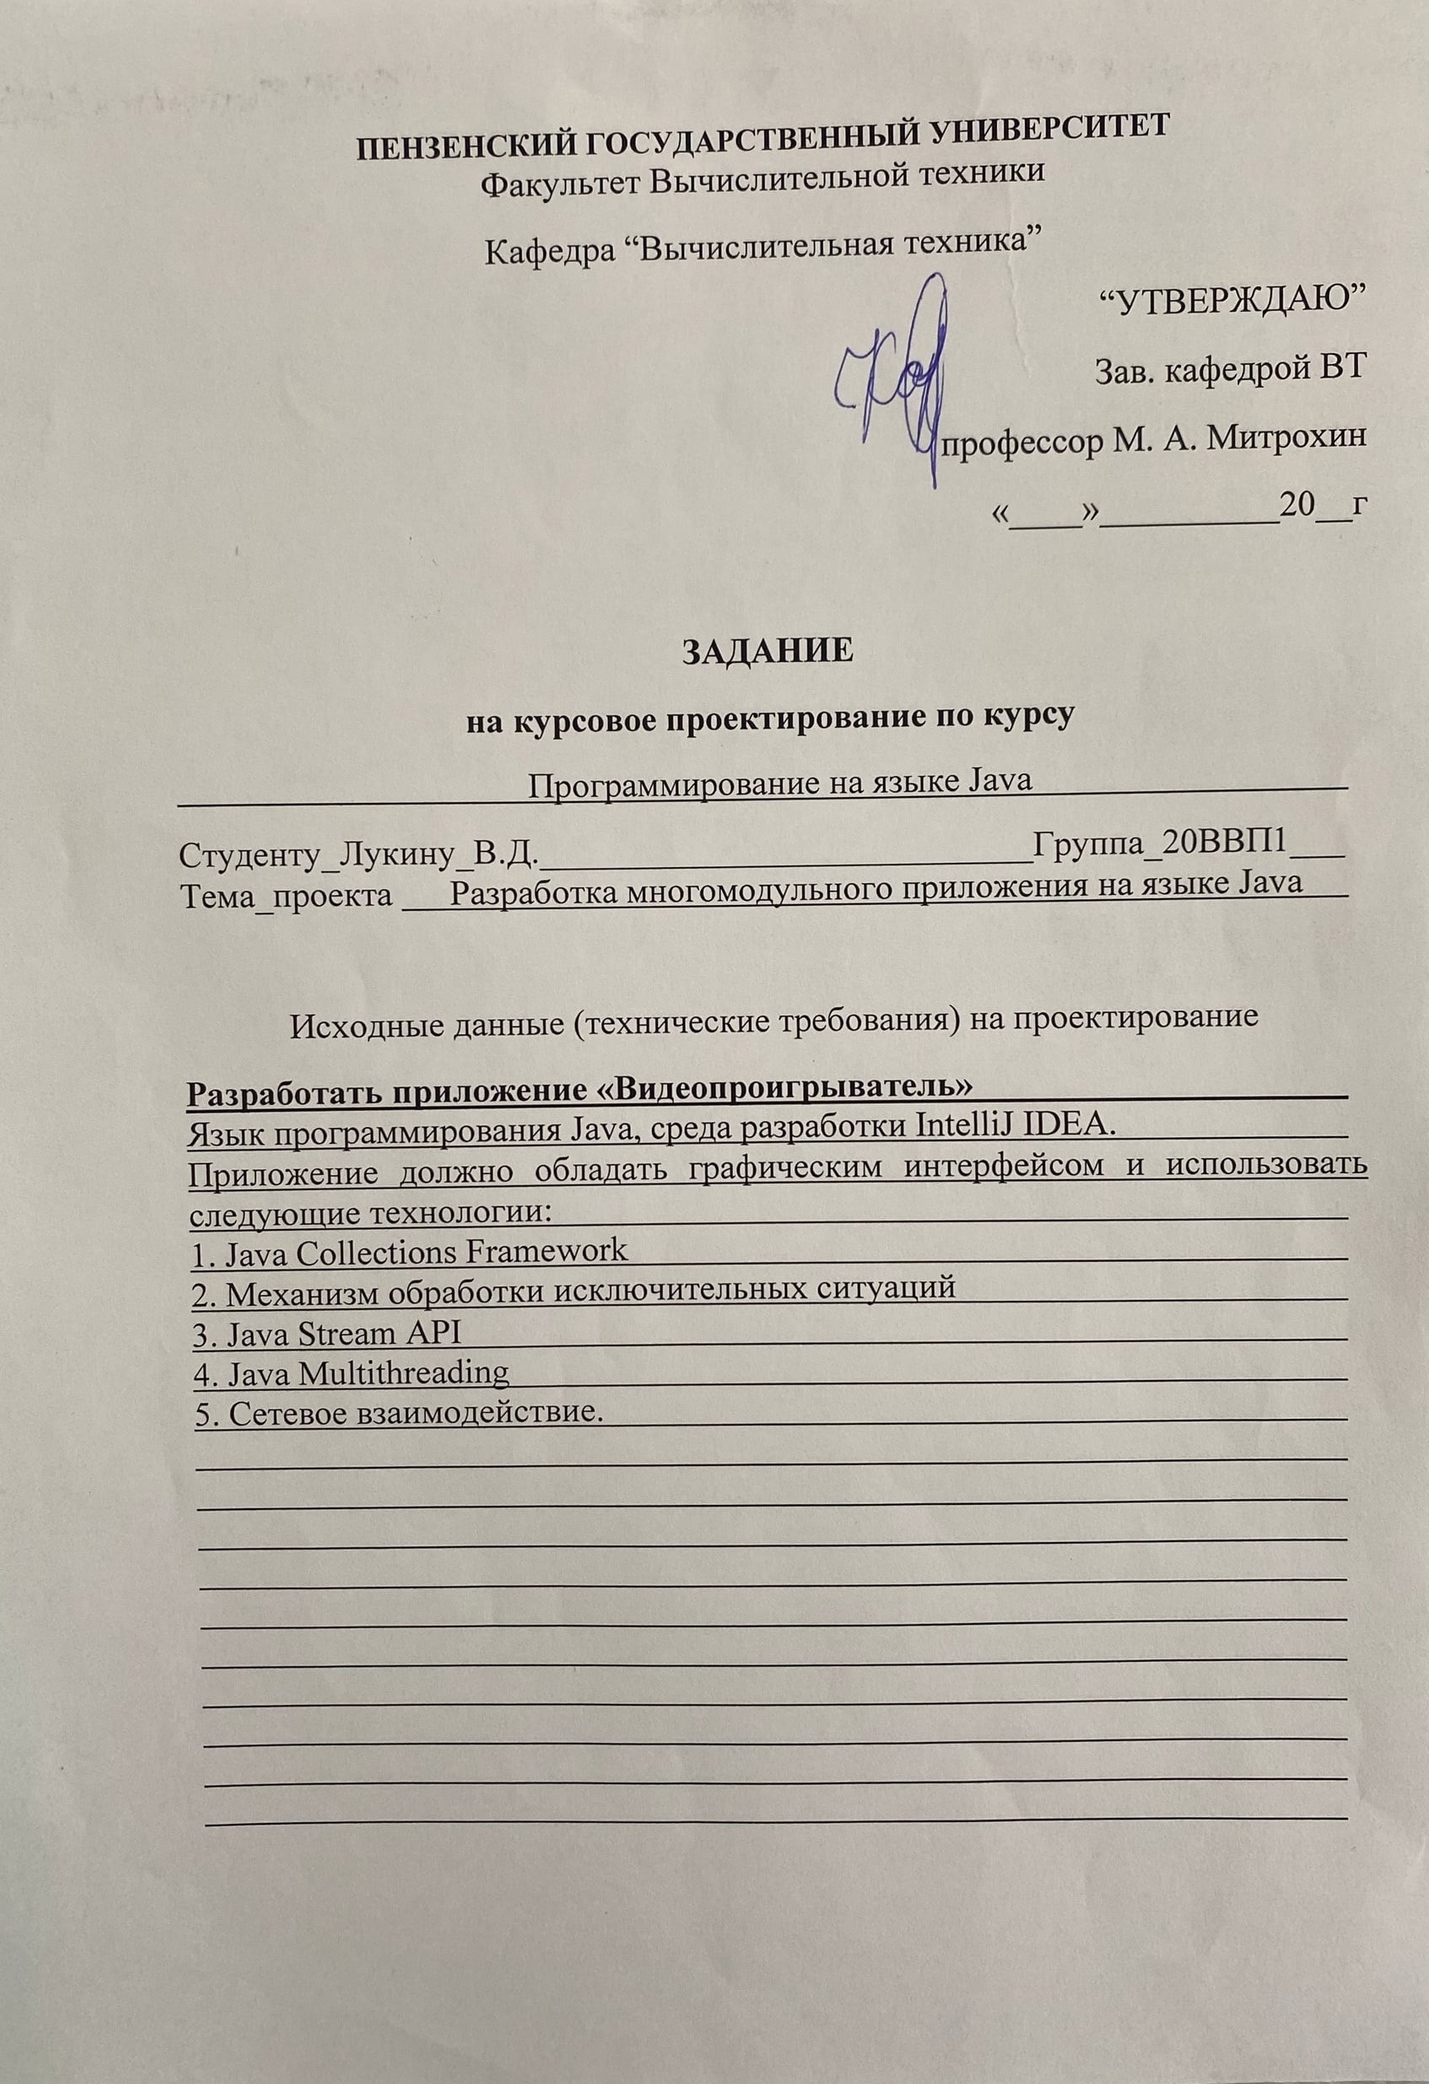 ПЕНЗЕНСКИЙ ГОСУДАРСТВЕННЫЙ УНИВЕРСИТЕТ
Факультет Вычислительной техники
Кафедра “Вычислительная техника”
“УТВЕРЖДАЮ”
Зав. кафедрой ВТ
профессор М. А. Митрохин
«____»__________20__г
ЗАДАНИЕ
на курсовое проектирование по курсу
Программирование на языке Java
Студенту_Лукину_В.Д.___________________________Группа_20ВВП1___
Тема_проекта ___Разработка многомодульного приложения на языке Java
Исходные данные (технические требования) на проектирование
Разработать приложение «Видеопроигрыватель»
Язык программирования Java, среда разработки IntelliJ IDEA.
Приложение должно обладать графическим интерфейсом и использовать
следующие технологии:
1. Java Collections Framework
2. Механизм обработки исключительных ситуаций
3. Java Stream API
4. Java Multithreading
5. Сетевое взаимодействие.